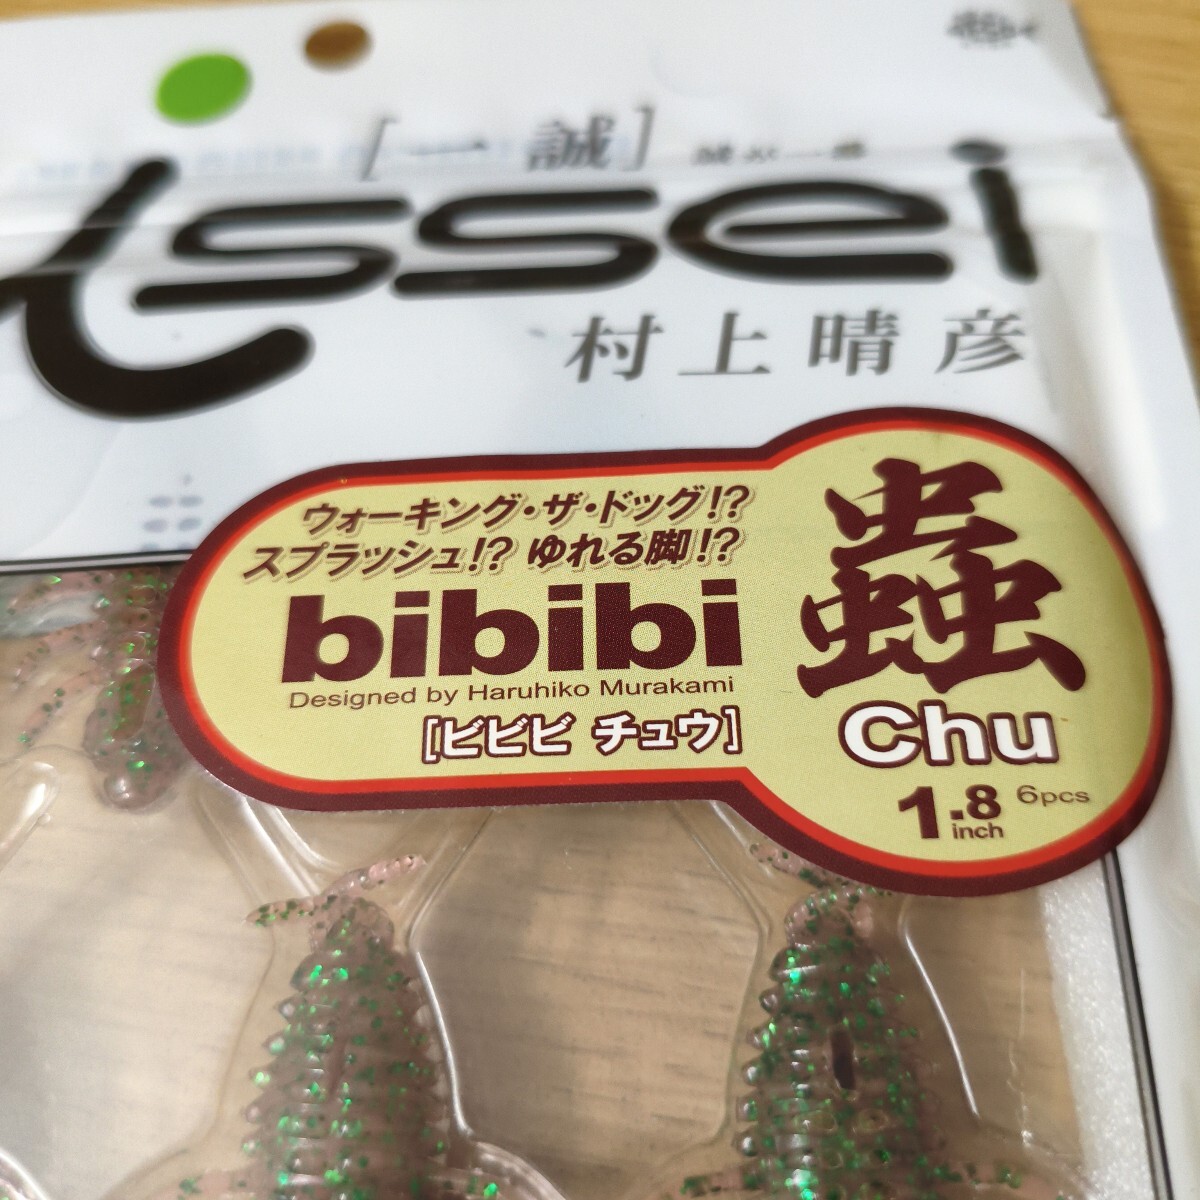 [一誠]
issei
村上晴彦
ウォーキング・ザ・ドッグ!?
スプラッシュ!? ゆれる脚!?
bibibi
蟲
Designed by Haruhiko Murakami
[ビビビ チュウ]
Chu
1.8 inch 6pcs